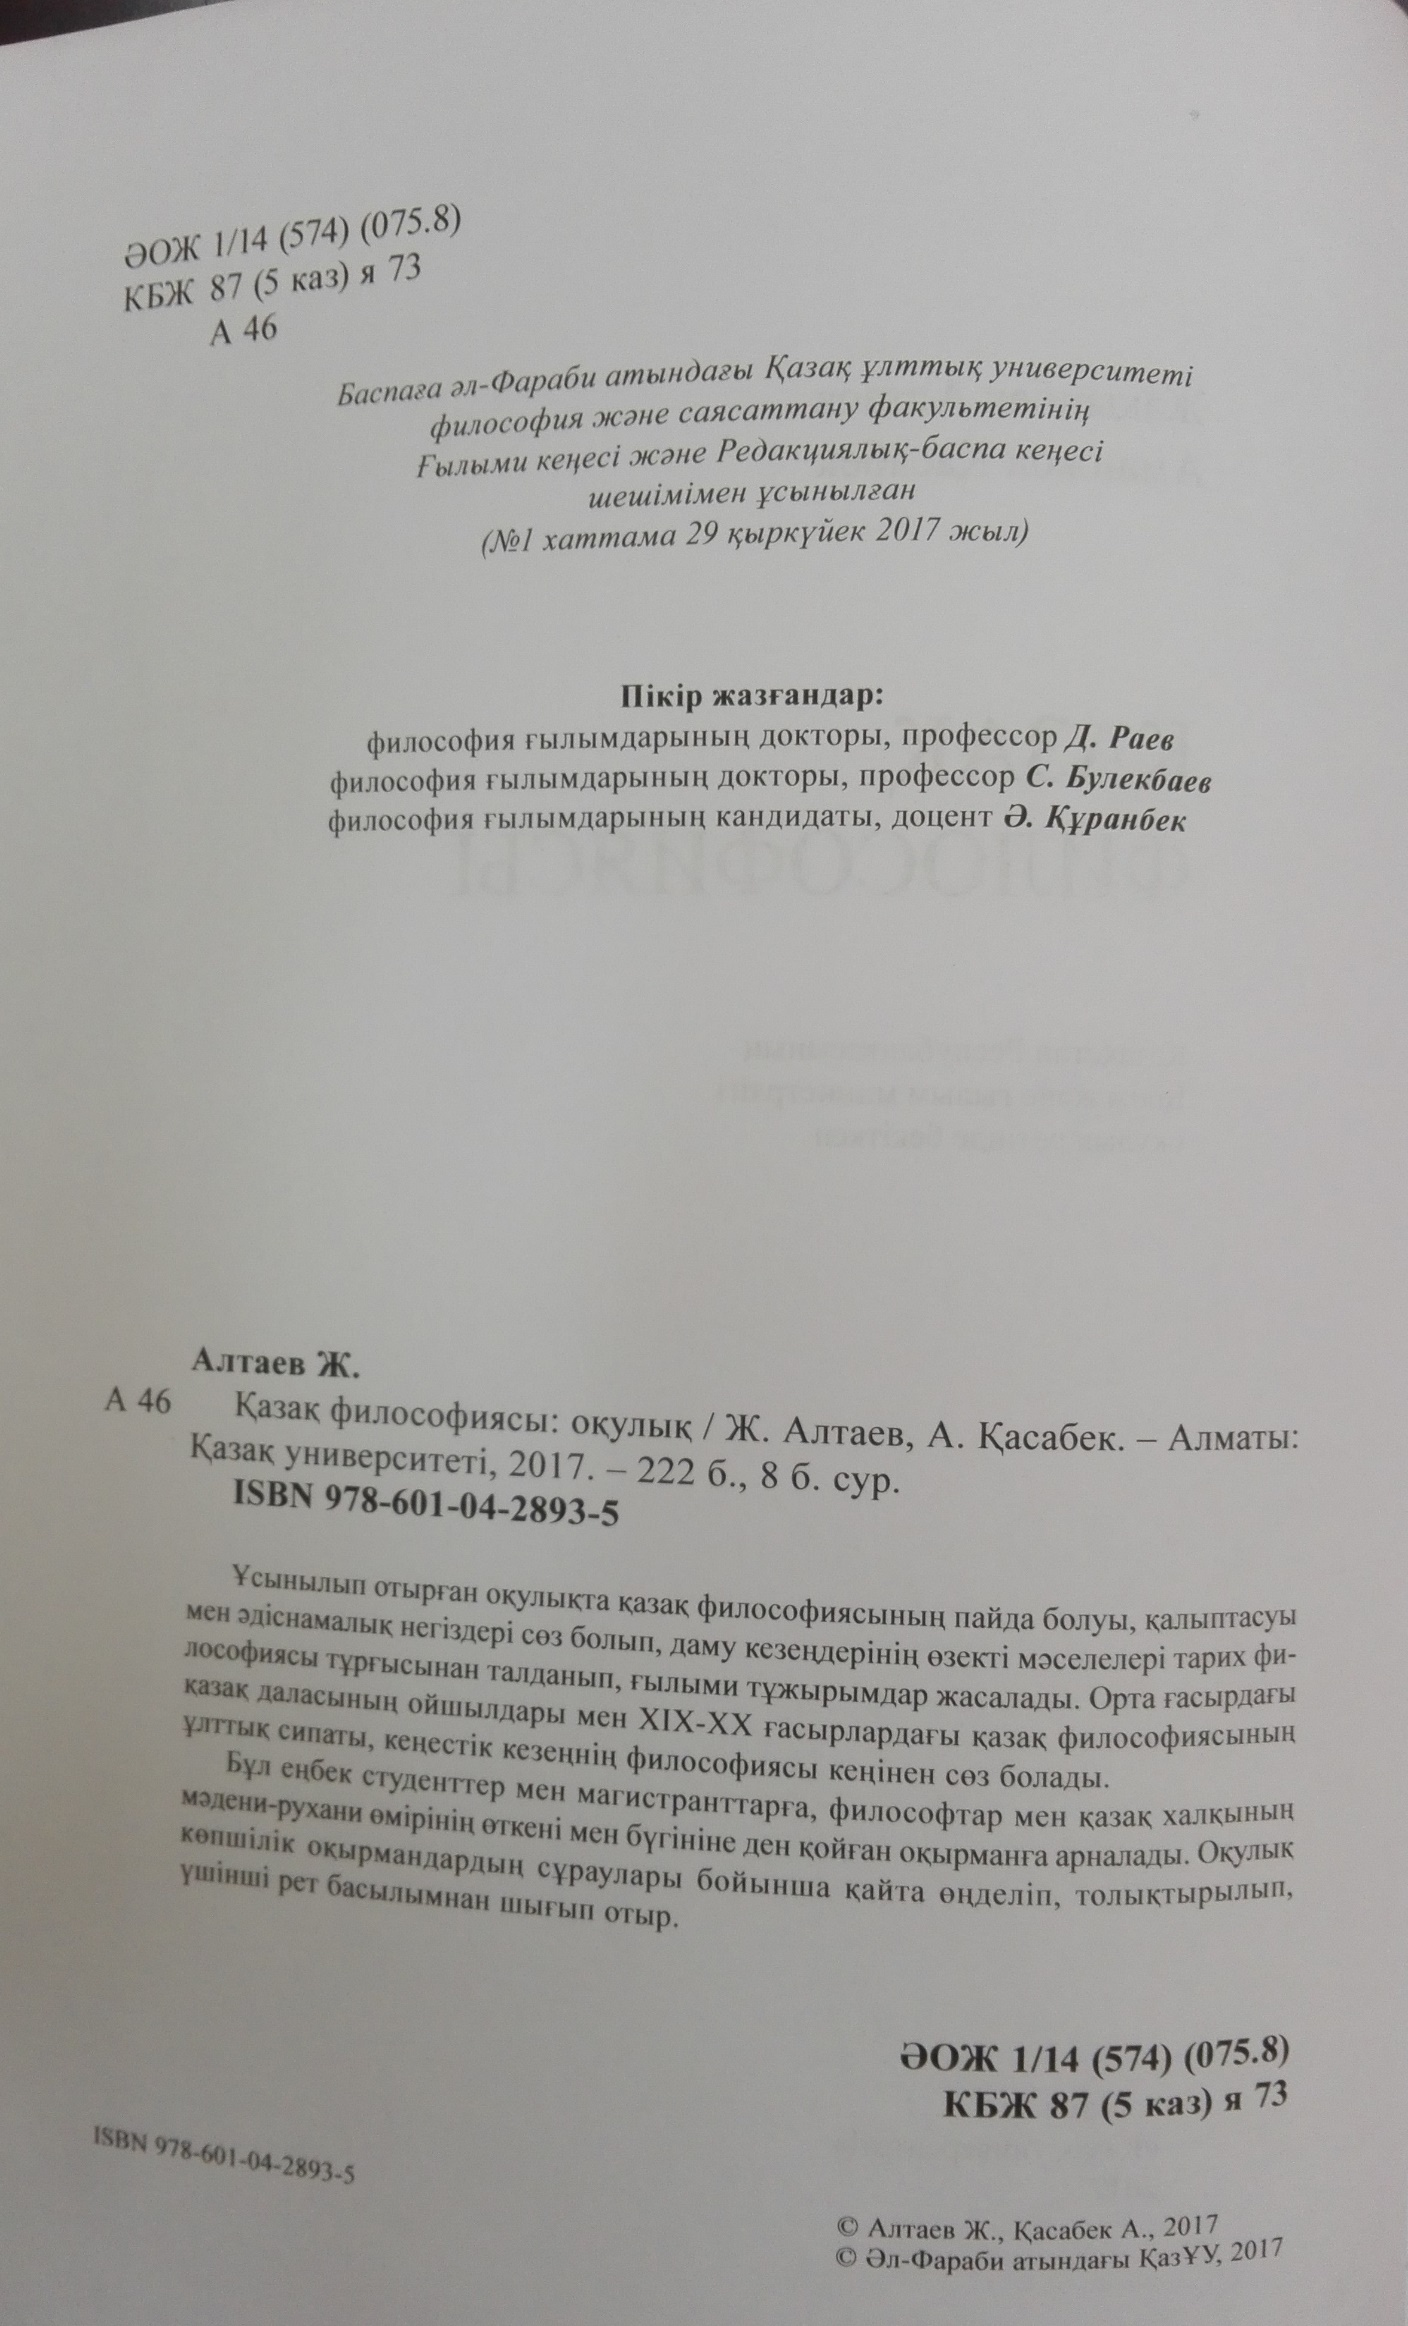 ӘОЖ 1/14 (574) (075.8)
КБЖ 87 (5 каз) я 73
А 46
Баспаға әл-Фараби атындағы Қазақ ұлттық университеті
философия және саясаттану факультетінің
Ғылыми кеңесі және Редакциялық-баспа кеңесі
шешімімен ұсынылған
(№1 хаттама 29 қыркүйек 2017 жыл)
Пікір жазғандар:
философия ғылымдарының докторы, профессор Д. Раев
философия ғылымдарының докторы, профессор С. Булекбаев
философия ғылымдарының кандидаты, доцент Ә. Құранбек
Алтаев Ж.
А 46 Қазақ философиясы: оқулық / Ж. Алтаев, А. Қасабек. – Алматы:
Қазақ университеті, 2017. – 222 б., 8 б. сур.
ISBN 978-601-04-2893-5
Ұсынылып отырған оқулықта қазақ философиясының пайда болуы, қалыптасуы
мен әдіснамалық негіздері сөз болып, даму кезеңдерінің өзекті мәселелері тарих фи-
лософиясы тұрғысынан талданып, ғылыми тұжырымдар жасалады. Орта ғасырдағы
қазақ даласының ойшылдары мен ХІХ-ХХ ғасырлардағы қазақ философиясының
ұлттық сипаты, кеңестік кезеңнің философиясы кеңінен сөз болады.
Бұл еңбек студенттер мен магистранттарға, философтар мен қазақ халқының
мәдени-рухани өмірінің өткені мен бүгініне ден қойған оқырманға арналады. Оқулық
көпшілік оқырмандардың сұраулары бойынша қайта өңделіп, толықтырылып,
үшінші рет басылымнан шығып отыр.
ӘОЖ 1/14 (574) (075.8)
КБЖ 87 (5 каз) я 73
ISBN 978-601-04-2893-5
© Алтаев Ж., Қасабек А., 2017
© Әл-Фараби атындағы ҚазҰУ, 2017